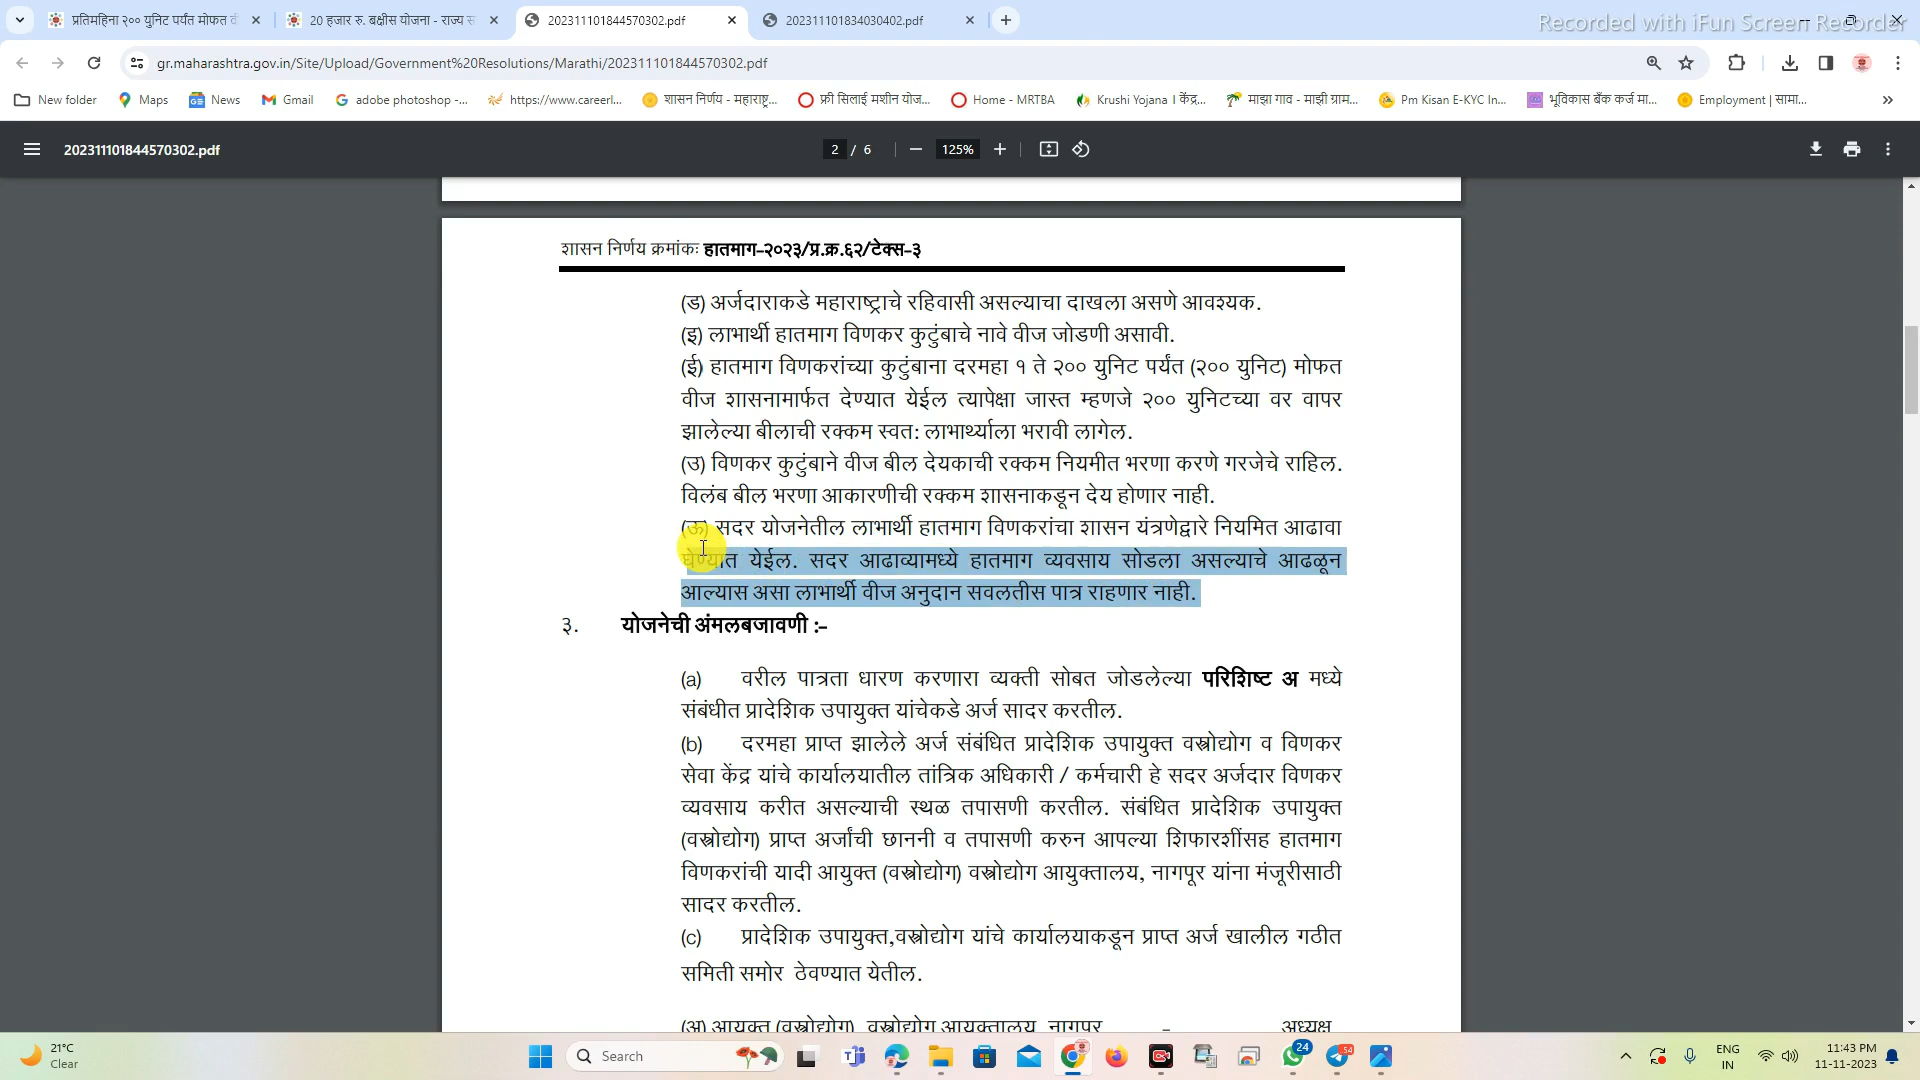 Recorded with iFun Screen Recorder
प्रतिमहिना २०० युनिट पर्यंत मोफत
20 हजार रु. बक्षीस योजना - राज्य
202311101844570302.pdf
202311101834030402.pdf
gr.maharashtra.gov.in/Site/Upload/Government%20Resolutions/Marathi/202311101844570302.pdf
New folder
Maps
News
Gmail
adobe photoshop -...
https://www.careerl...
शासन निर्णय - महाराष्ट्र...
फ्री सिलाई मशीन योज...
Home - MRTBA
Krushi Yojana । केंद्र...
माझा गाव - माझी ग्राम...
Pm Kisan E-KYC In...
भूविकास बँक कर्ज मा...
Employment | सामा...
202311101844570302.pdf
2 / 6
125%
शासन निर्णय क्रमांकः हातमाग-२०२३/प्र.क्र.६२/टेक्स-३
(ड) अर्जदाराकडे महाराष्ट्राचे रहिवासी असल्याचा दाखला असणे आवश्यक.
(इ) लाभार्थी हातमाग विणकर कुटुंबाचे नावे वीज जोडणी असावी.
(ई) हातमाग विणकरांच्या कुटुंबाना दरमहा १ ते २०० युनिट पर्यंत (२०० युनिट) मोफत
वीज शासनामार्फत देण्यात येईल त्यापेक्षा जास्त म्हणजे २०० युनिटच्या वर वापर
झालेल्या बीलाची रक्कम स्वत: लाभार्थ्याला भरावी लागेल.
(उ) विणकर कुटुंबाने वीज बील देयकाची रक्कम नियमीत भरणा करणे गरजेचे राहिल.
विलंब बील भरणा आकारणीची रक्कम शासनाकडून देय होणार नाही.
(ऊ) सदर योजनेतील लाभार्थी हातमाग विणकरांचा शासन यंत्रणेद्वारे नियमित आढावा
घेण्यात येईल. सदर आढाव्यामध्ये हातमाग व्यवसाय सोडला असल्याचे आढळून
आल्यास असा लाभार्थी वीज अनुदान सवलतीस पात्र राहणार नाही.
३. योजनेची अंमलबजावणी :-
(a) वरील पात्रता धारण करणारा व्यक्ती सोबत जोडलेल्या परिशिष्ट अ मध्ये
संबंधीत प्रादेशिक उपायुक्त यांचेकडे अर्ज सादर करतील.
(b) दरमहा प्राप्त झालेले अर्ज संबंधित प्रादेशिक उपायुक्त वस्त्रोद्योग व विणकर
सेवा केंद्र यांचे कार्यालयातील तांत्रिक अधिकारी / कर्मचारी हे सदर अर्जदार विणकर
व्यवसाय करीत असल्याची स्थळ तपासणी करतील. संबंधित प्रादेशिक उपायुक्त
(वस्त्रोद्योग) प्राप्त अर्जांची छाननी व तपासणी करुन आपल्या शिफारशींसह हातमाग
विणकरांची यादी आयुक्त (वस्त्रोद्योग) वस्त्रोद्योग आयुक्तालय, नागपूर यांना मंजूरीसाठी
सादर करतील.
(c) प्रादेशिक उपायुक्त,वस्त्रोद्योग यांचे कार्यालयाकडून प्राप्त अर्ज खालील गठीत
समिती समोर ठेवण्यात येतील.
(अ) आयुक्त (वस्त्रोद्योग), वस्त्रोद्योग आयुक्तालय, नागपूर - अध्यक्ष
21°C
Clear
Search
24
54
ENG
IN
11:43 PM
11-11-2023